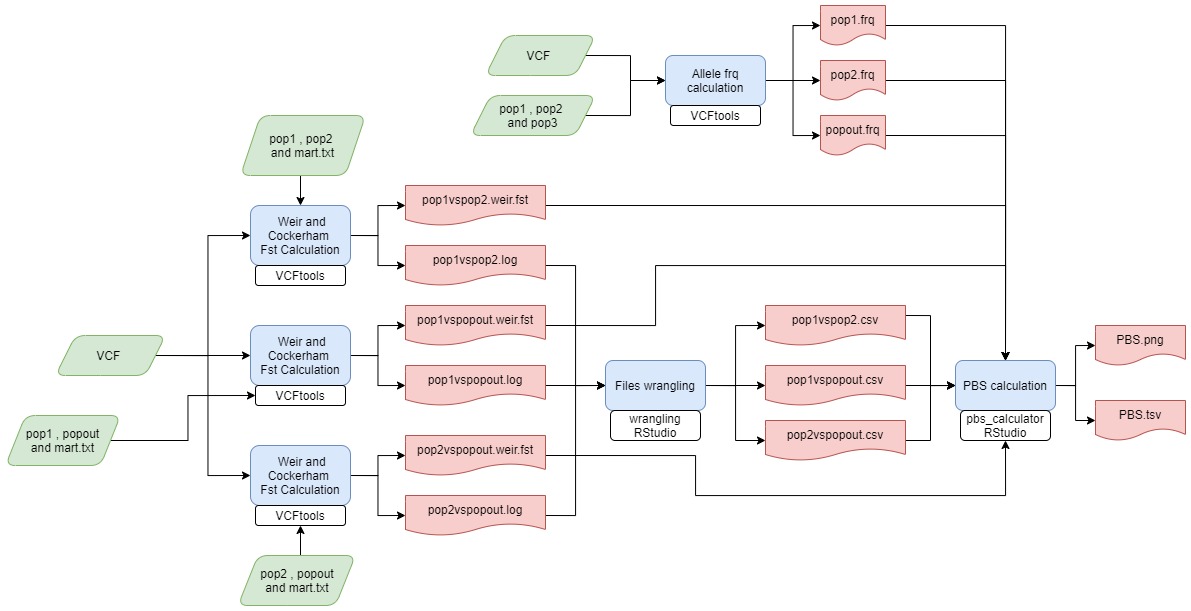 VCF
pop1 , pop2
and pop3
Allele frq
calculation
VCFtools
pop1.frq
pop2.frq
popout.frq
pop1 , pop2
and mart.txt
Weir and
Cockerham
Fst Calculation
VCFtools
pop1vspop2.weir.fst
pop1vspop2.log
VCF
pop1 , popout
and mart.txt
Weir and
Cockerham
Fst Calculation
VCFtools
pop1vspopout.weir.fst
pop1vspopout.log
Weir and
Cockerham
Fst Calculation
VCFtools
pop2 , popout
and mart.txt
pop2vspopout.weir.fst
pop2vspopout.log
Files wrangling
wrangling
RStudio
pop1vspop2.csv
pop1vspopout.csv
pop2vspopout.csv
PBS calculation
pbs_calculator
RStudio
PBS.png
PBS.tsv